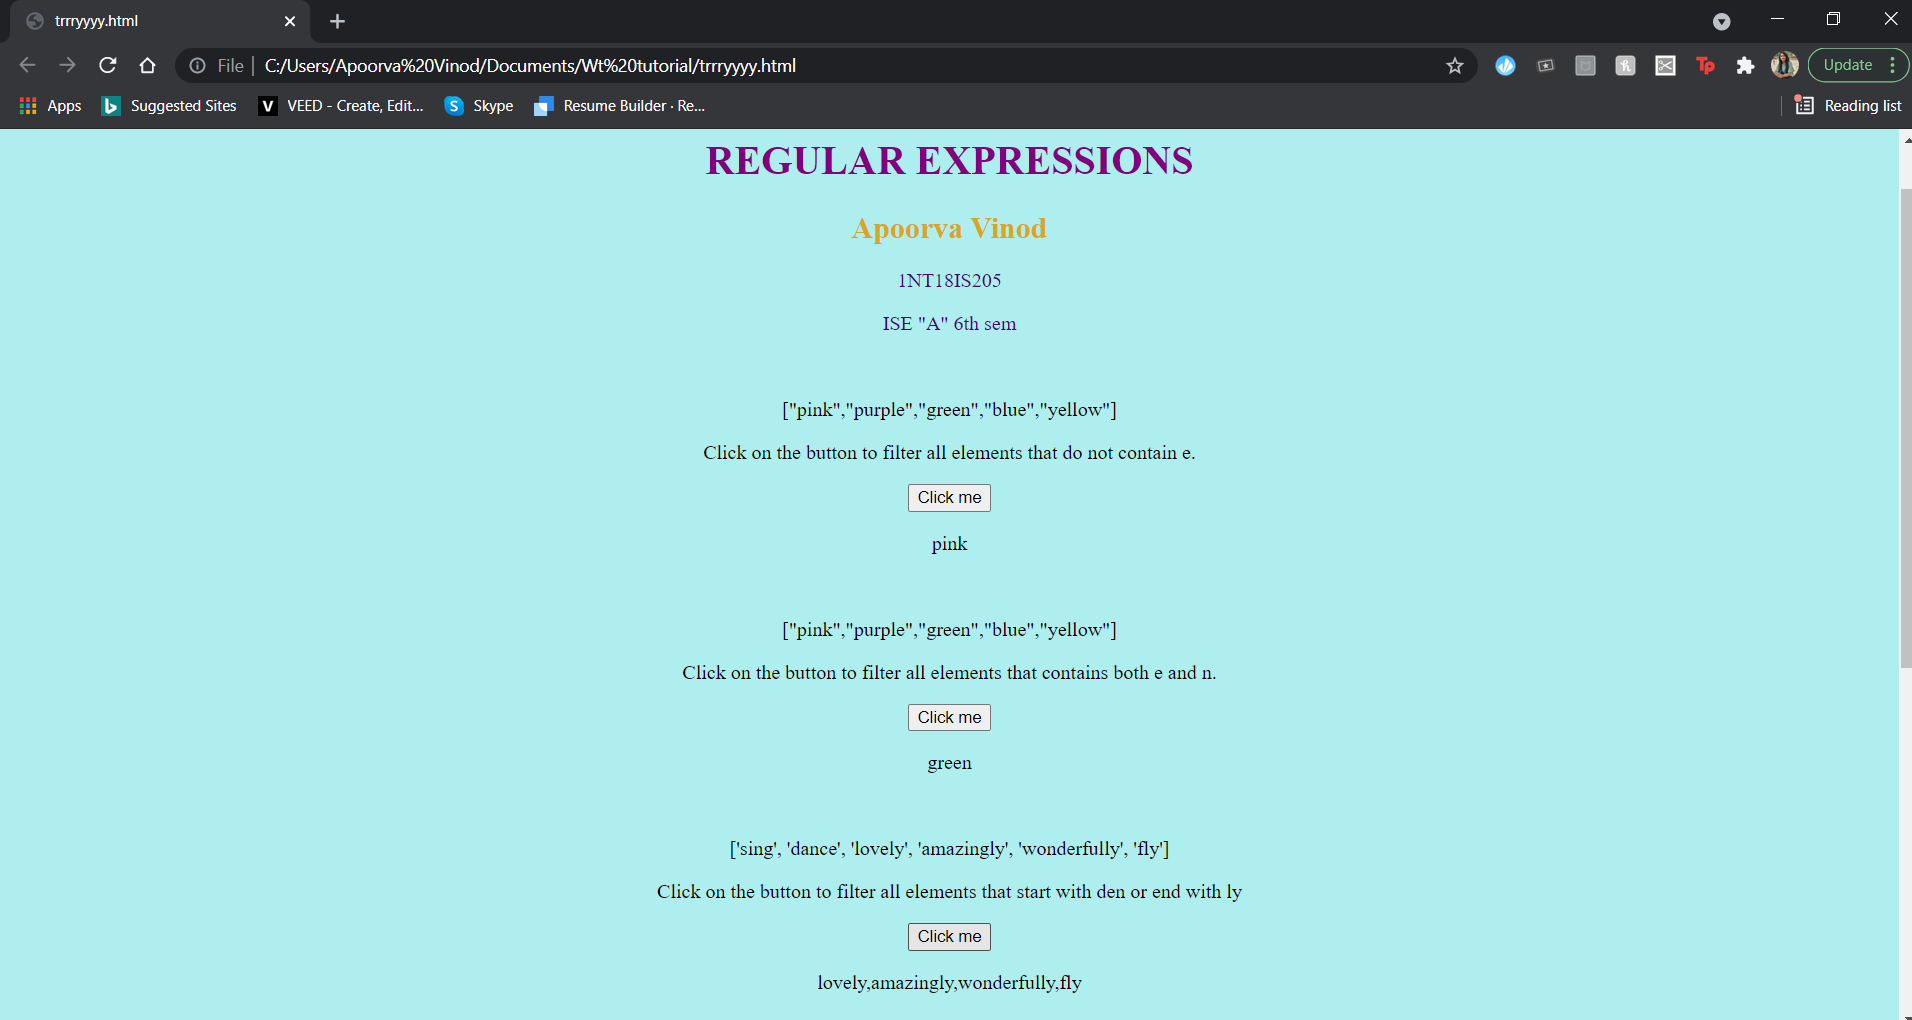 trrryyyy.html
File | C:/Users/Apoorva%20Vinod/Documents/Wt%20tutorial/trrryyyy.html
Tp
Update
Apps Suggested Sites V VEED - Create, Edit... S Skype Resume Builder · Re... Reading list
REGULAR EXPRESSIONS
Apoorva Vinod
1NT18IS205
ISE "A" 6th sem
["pink","purple","green","blue","yellow"]
Click on the button to filter all elements that do not contain e.
Click me
pink
["pink","purple","green","blue","yellow"]
Click on the button to filter all elements that contains both e and n.
Click me
green
['sing', 'dance', 'lovely', 'amazingly', 'wonderfully', 'fly']
Click on the button to filter all elements that start with den or end with ly
Click me
lovely,amazingly,wonderfully,fly